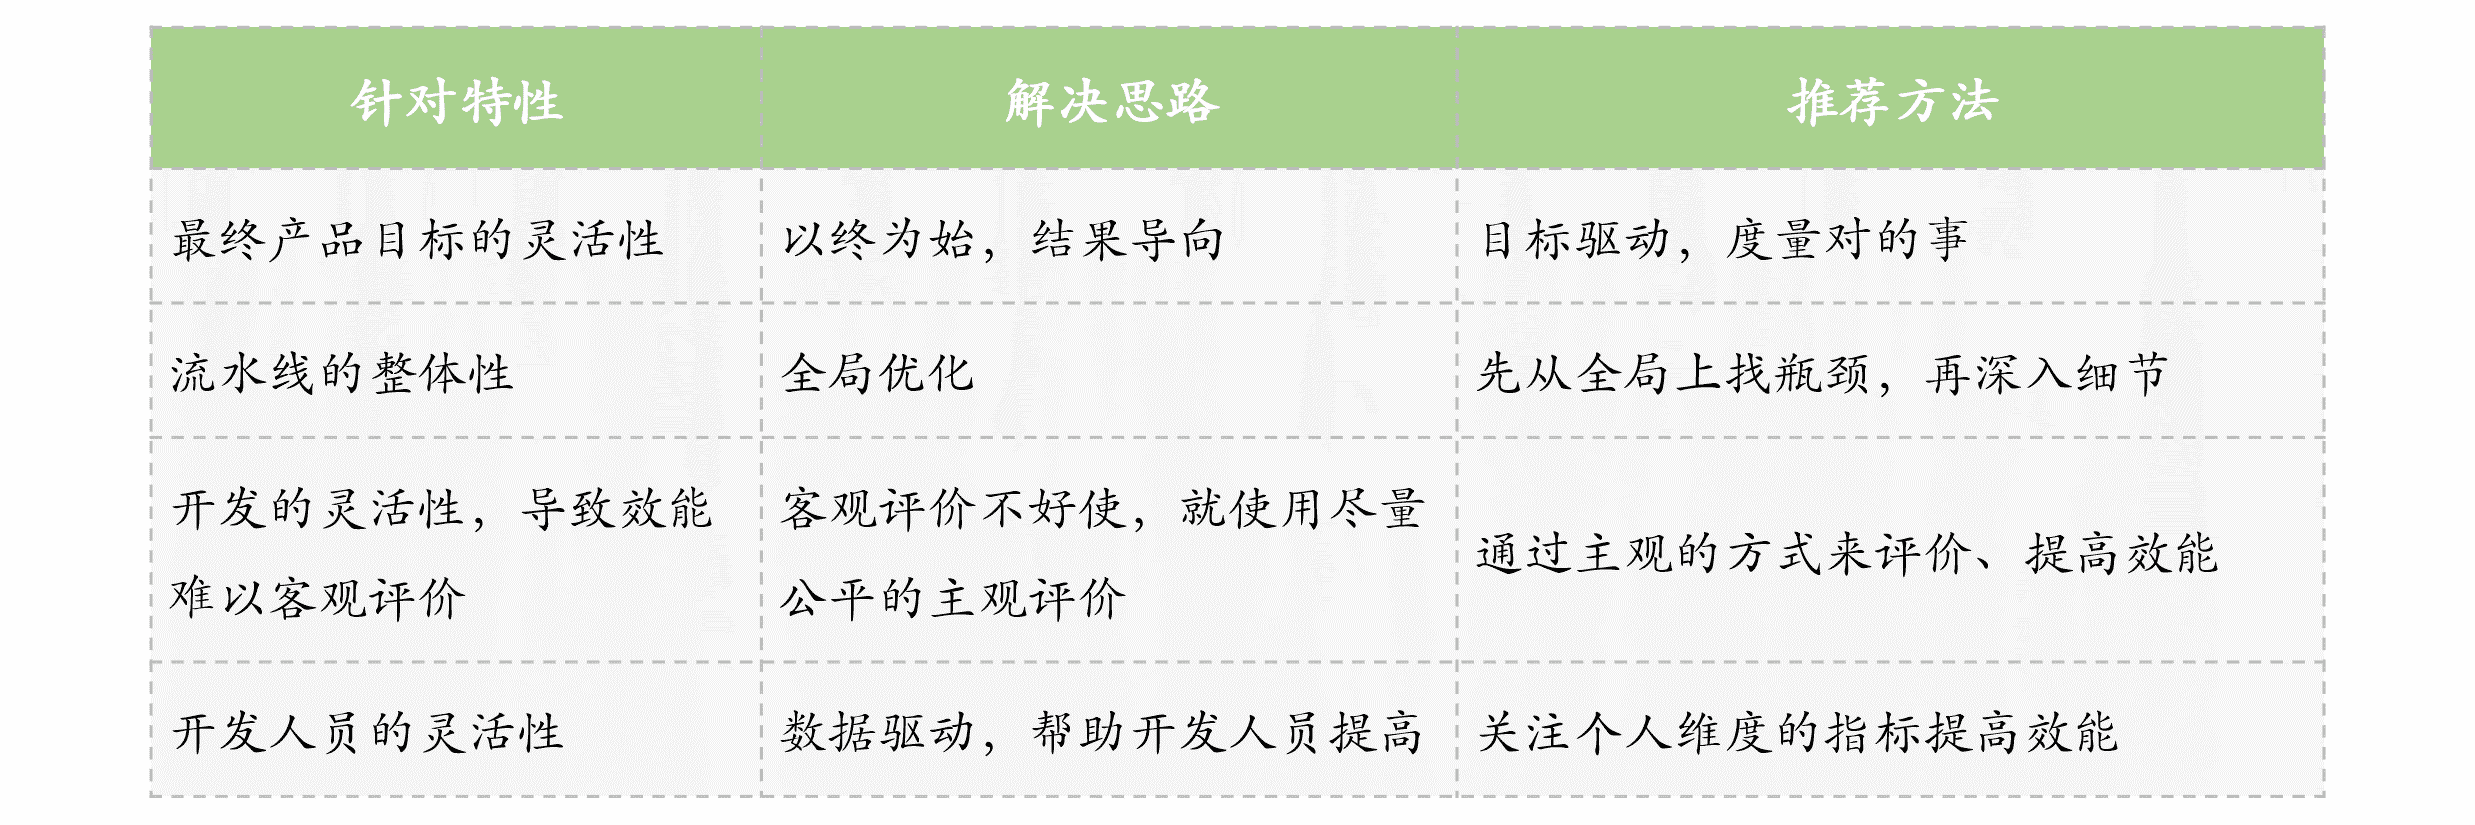 针对特性 解决思路 推荐方法
最终产品目标的灵活性 以终为始，结果导向 目标驱动，度量对的事
流水线的整体性 全局优化 先从全局上找瓶颈，再深入细节
开发的灵活性，导致效能
难以客观评价
客观评价不好使，就使用尽量
公平的主观评价
通过主观的方式来评价、提高效能
开发人员的灵活性 数据驱动，帮助开发人员提高 关注个人维度的指标提高效能